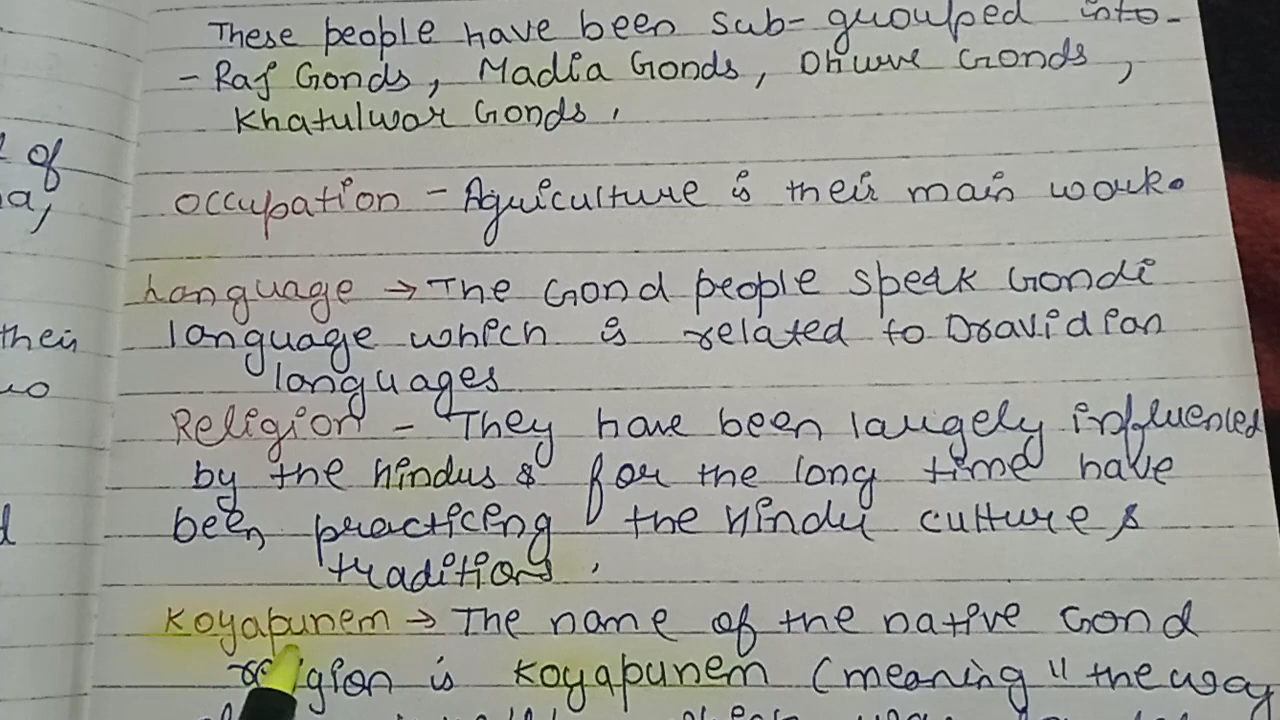 These people have been sub-grouped into-
- Raj Gonds, Madia Gonds, Dhurve Gonds,
Khatulwar Gonds.
of
a,
Occupation - Agriculture is their main work.
Language → The Gond people speak Gondi
their language which is related to Dravidian
languages
Religion - They have been largely influenced
by the Hindus & for the long time have
been practicing the Hindu culture &
traditions.
Koyapunem → The name of the native Gond
religion is Koyapunem (meaning "the way